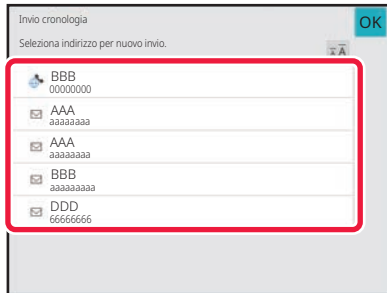 Invio cronologia
OK
Seleziona indirizzo per nuovo invio.
A A
BBB
00000000
AAA
aaaaaaaa
AAA
aaaaaaaa
BBB
aaaaaaaaa
DDD
66666666